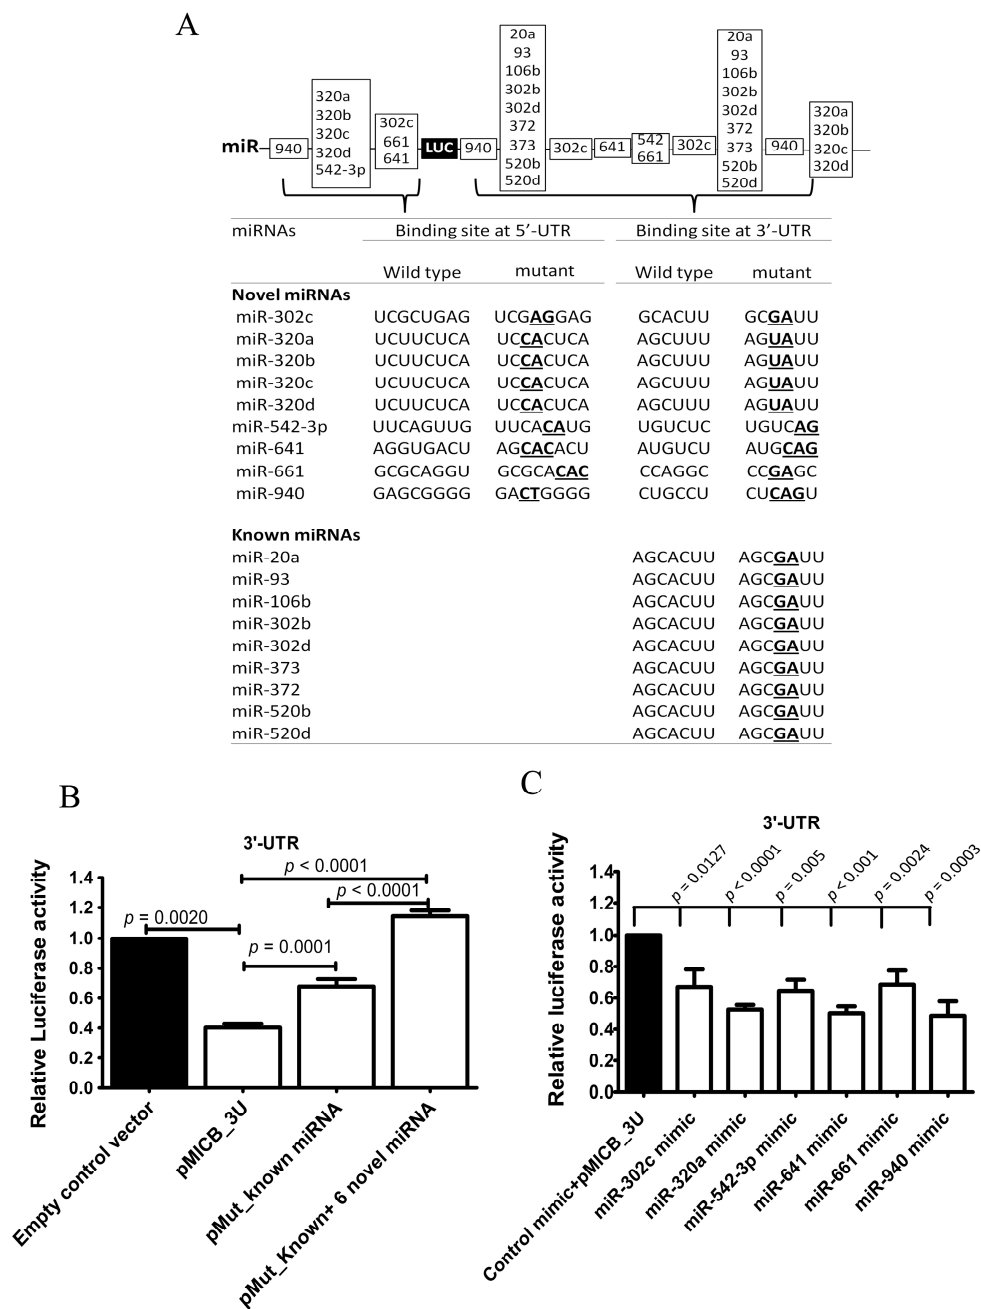 A
miR
940
320a
320b
320c
320d
542-3p
302c
661
641
LUC
940
20a
93
106b
302b
302d
372
373
520b
520d
302c
641
542
661
302c
20a
93
106b
302b
302d
372
373
520b
520d
940
320a
320b
320c
320d
miRNAs Binding site at 5′-UTR Binding site at 3′-UTR
Wild type mutant Wild type mutant
Novel miRNAs
miR-302c UCGCUGAG UCGAGGAG GCACUU GCGAUU
miR-320a UCUUCUCA UCCACUCA AGCUUU AGUAUU
miR-320b UCUUCUCA UCCACUCA AGCUUU AGUAUU
miR-320c UCUUCUCA UCCACUCA AGCUUU AGUAUU
miR-320d UCUUCUCA UCCACUCA AGCUUU AGUAUU
miR-542-3p UUCAGUUG UUCACAUG UGUCUC UGUCAG
miR-641 AGGUGACU AGCACACU AUGUCU AUGCAG
miR-661 GCGCAGGU GCGCACAC CCAGGC CCGAGC
miR-940 GAGCGGGG GACTGGGG CUGCCU CUCAGU
Known miRNAs
miR-20a AGCACUU AGCGAUU
miR-93 AGCACUU AGCGAUU
miR-106b AGCACUU AGCGAUU
miR-302b AGCACUU AGCGAUU
miR-302d AGCACUU AGCGAUU
miR-373 AGCACUU AGCGAUU
miR-372 AGCACUU AGCGAUU
miR-520b AGCACUU AGCGAUU
miR-520d AGCACUU AGCGAUU
B
3'-UTR
p < 0.0001
p < 0.0001
p = 0.0020
p = 0.0001
Relative Luciferase activity
1.4
1.2
1.0
0.8
0.6
0.4
0.2
0.0
Empty control vector
pMICB_3U
pMut_known miRNA
pMut_Known+ 6 novel miRNA
C
3'-UTR
p = 0.0127
p < 0.0001
p = 0.005
p < 0.001
p = 0.0024
p = 0.0003
Relative luciferase activity
1.4
1.2
1.0
0.8
0.6
0.4
0.2
0.0
Control mimic+pMICB_3U
miR-302c mimic
miR-320a mimic
miR-542-3p mimic
miR-641 mimic
miR-661 mimic
miR-940 mimic